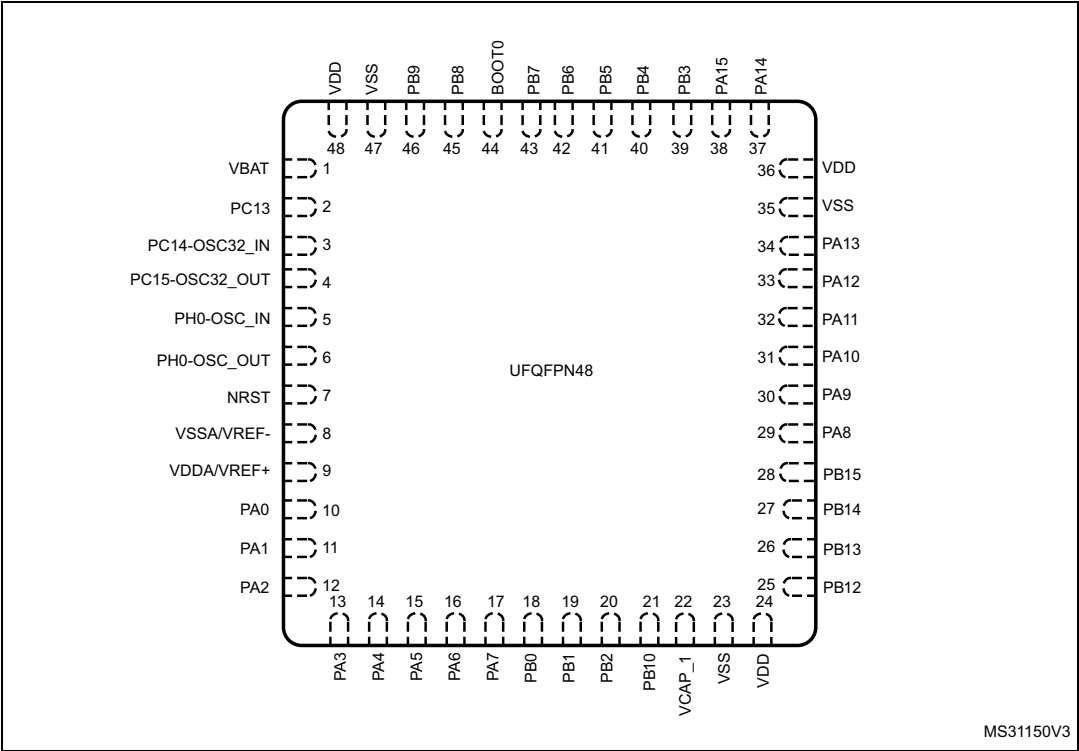 VDD
VSS
PB9
PB8
BOOT0
PB7
PB6
PB5
PB4
PB3
PA15
PA14
48
47
46
45
44
43
42
41
40
39
38
37
VBAT 1
PC13 2
PC14-OSC32_IN 3
PC15-OSC32_OUT 4
PH0-OSC_IN 5
PH0-OSC_OUT 6
NRST 7
VSSA/VREF- 8
VDDA/VREF+ 9
PA0 10
PA1 11
PA2 12
UFQFPN48
36 VDD
35 VSS
34 PA13
33 PA12
32 PA11
31 PA10
30 PA9
29 PA8
28 PB15
27 PB14
26 PB13
25 PB12
13
14
15
16
17
18
19
20
21
22
23
24
PA3
PA4
PA5
PA6
PA7
PB0
PB1
PB2
PB10
VCAP_1
VSS
VDD
MS31150V3